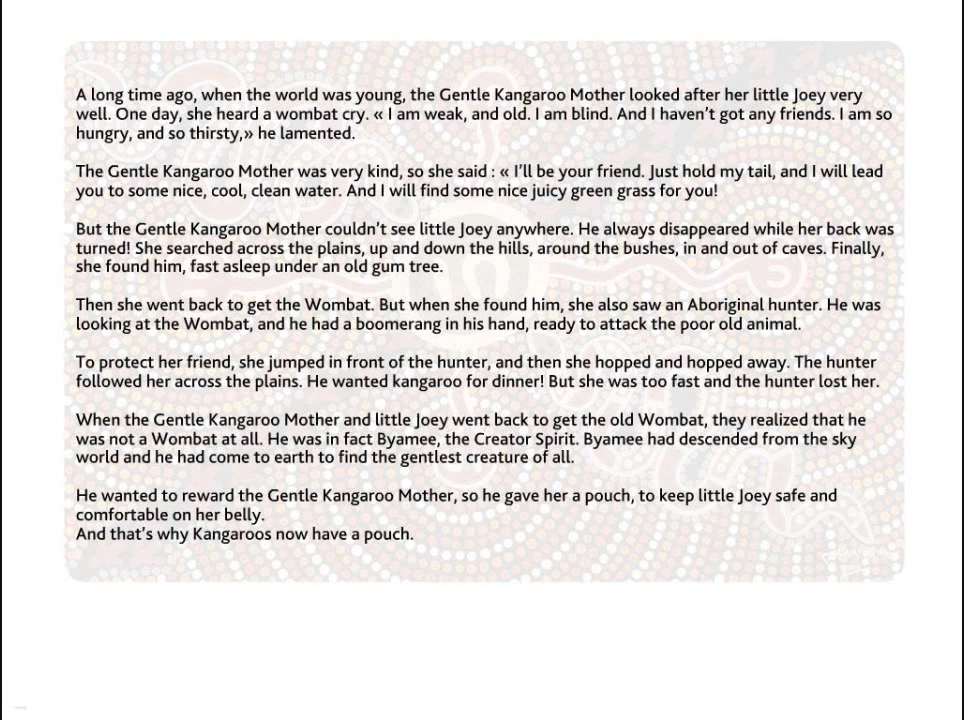 A long time ago, when the world was young, the Gentle Kangaroo Mother looked after her little Joey very
well. One day, she heard a wombat cry. « I am weak, and old. I am blind. And I haven't got any friends. I am so
hungry, and so thirsty,» he lamented.
The Gentle Kangaroo Mother was very kind, so she said : « I'll be your friend. Just hold my tail, and I will lead
you to some nice, cool, clean water. And I will find some nice juicy green grass for you!
But the Gentle Kangaroo Mother couldn't see little Joey anywhere. He always disappeared while her back was
turned! She searched across the plains, up and down the hills, around the bushes, in and out of caves. Finally,
she found him, fast asleep under an old gum tree.
Then she went back to get the Wombat. But when she found him, she also saw an Aboriginal hunter. He was
looking at the Wombat, and he had a boomerang in his hand, ready to attack the poor old animal.
To protect her friend, she jumped in front of the hunter, and then she hopped and hopped away. The hunter
followed her across the plains. He wanted kangaroo for dinner! But she was too fast and the hunter lost her.
When the Gentle Kangaroo Mother and little Joey went back to get the old Wombat, they realized that he
was not a Wombat at all. He was in fact Byamee, the Creator Spirit. Byamee had descended from the sky
world and he had come to earth to find the gentlest creature of all.
He wanted to reward the Gentle Kangaroo Mother, so he gave her a pouch, to keep little Joey safe and
comfortable on her belly.
And that's why Kangaroos now have a pouch.